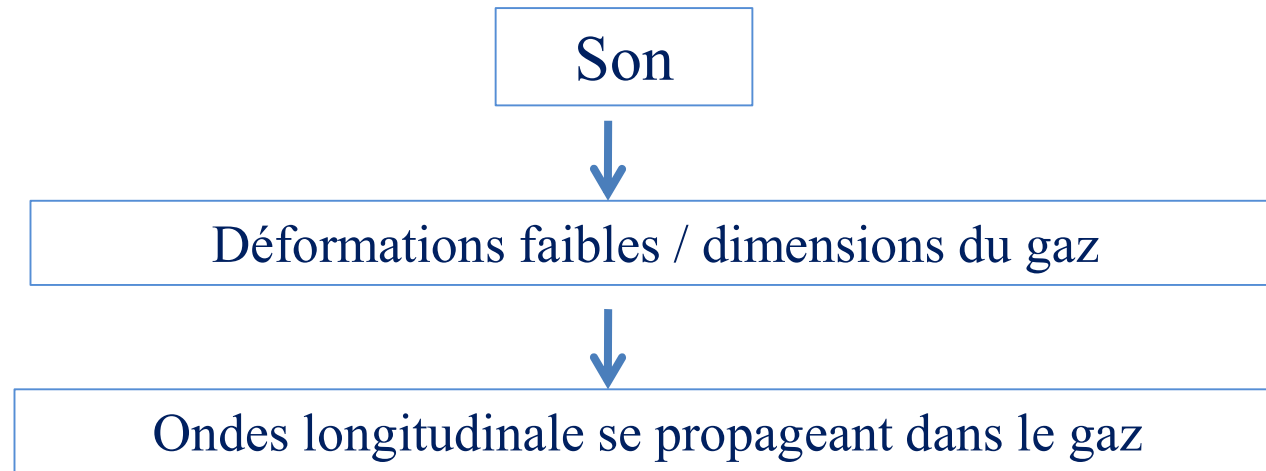 Son
Déformations faibles / dimensions du gaz
Ondes longitudinale se propageant dans le gaz